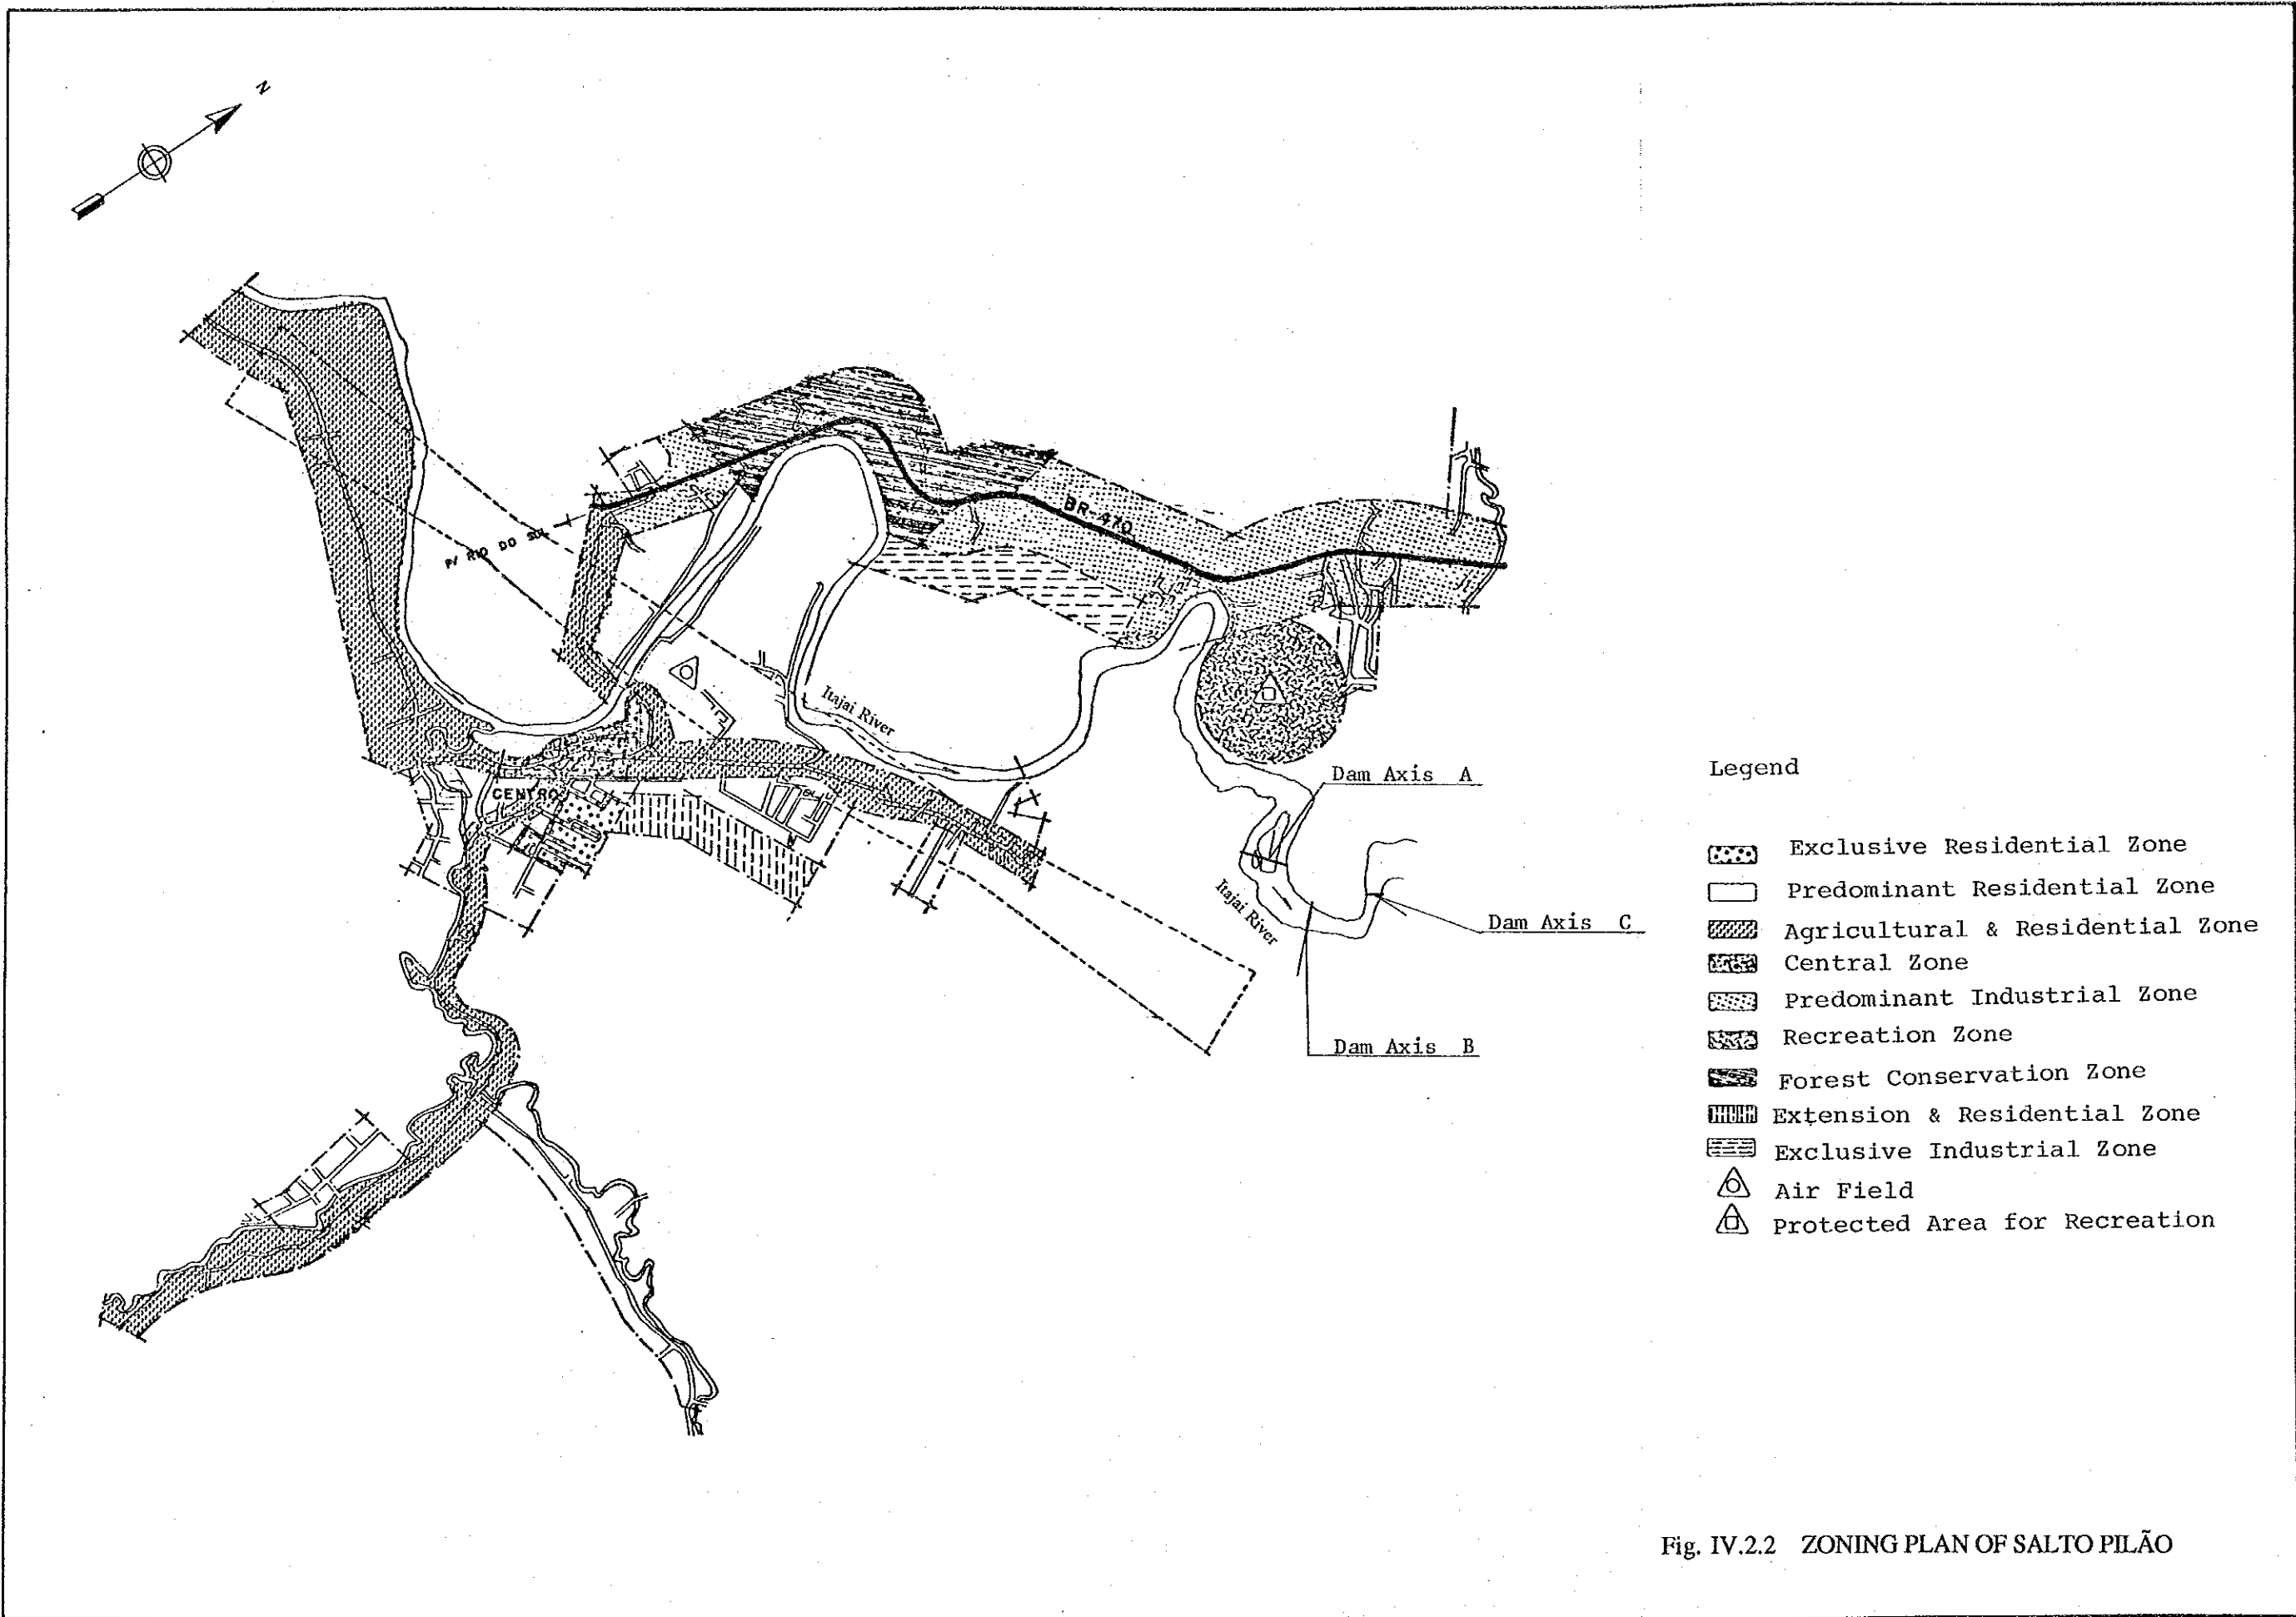 N
BR-470
P/ RIO DO SUL
Itajai River
CENTRO
Dam Axis A
Itajai River
Dam Axis C
Dam Axis B
Legend
Exclusive Residential Zone
Predominant Residential Zone
Agricultural & Residential Zone
Central Zone
Predominant Industrial Zone
Recreation Zone
Forest Conservation Zone
Extension & Residential Zone
Exclusive Industrial Zone
Air Field
Protected Area for Recreation
Fig. IV.2.2 ZONING PLAN OF SALTO PILÃO